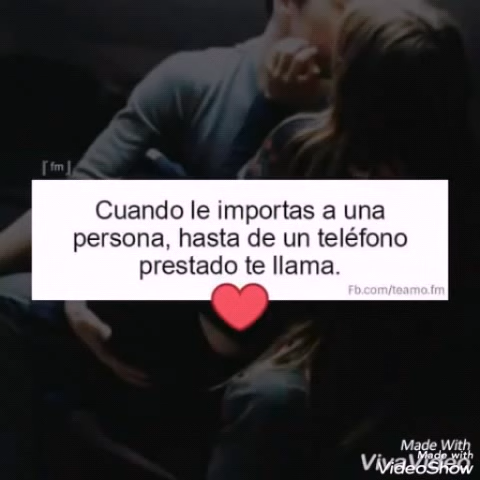 [fm]
Cuando le importas a una
persona, hasta de un teléfono
prestado te llama.
Fb.com/teamo.fm
Made With
VivaVideo
Made with
VideoShow